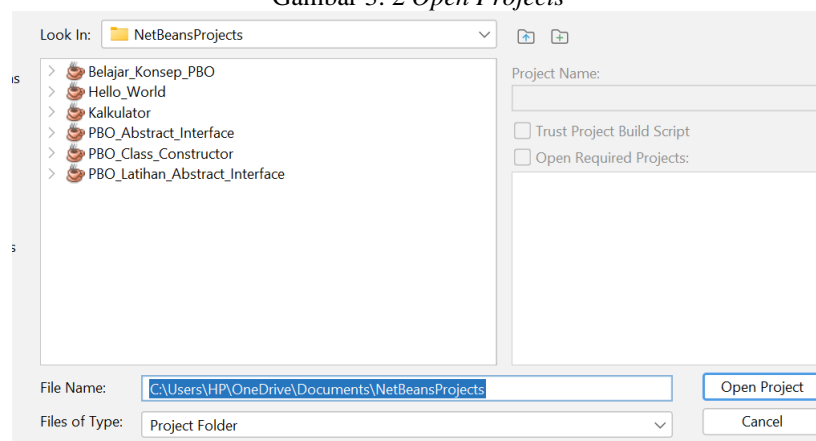 Gambar 3. 2 Open Projects
Look In: NetBeansProjects
Belajar_Konsep_PBO
Project Name:
Hello_World
Kalkulator
PBO_Abstract_Interface
Trust Project Build Script
PBO_Class_Constructor
Open Required Projects:
PBO_Latihan_Abstract_Interface
File Name: C:\Users\HP\OneDrive\Documents\NetBeansProjects Open Project
Files of Type: Project Folder Cancel